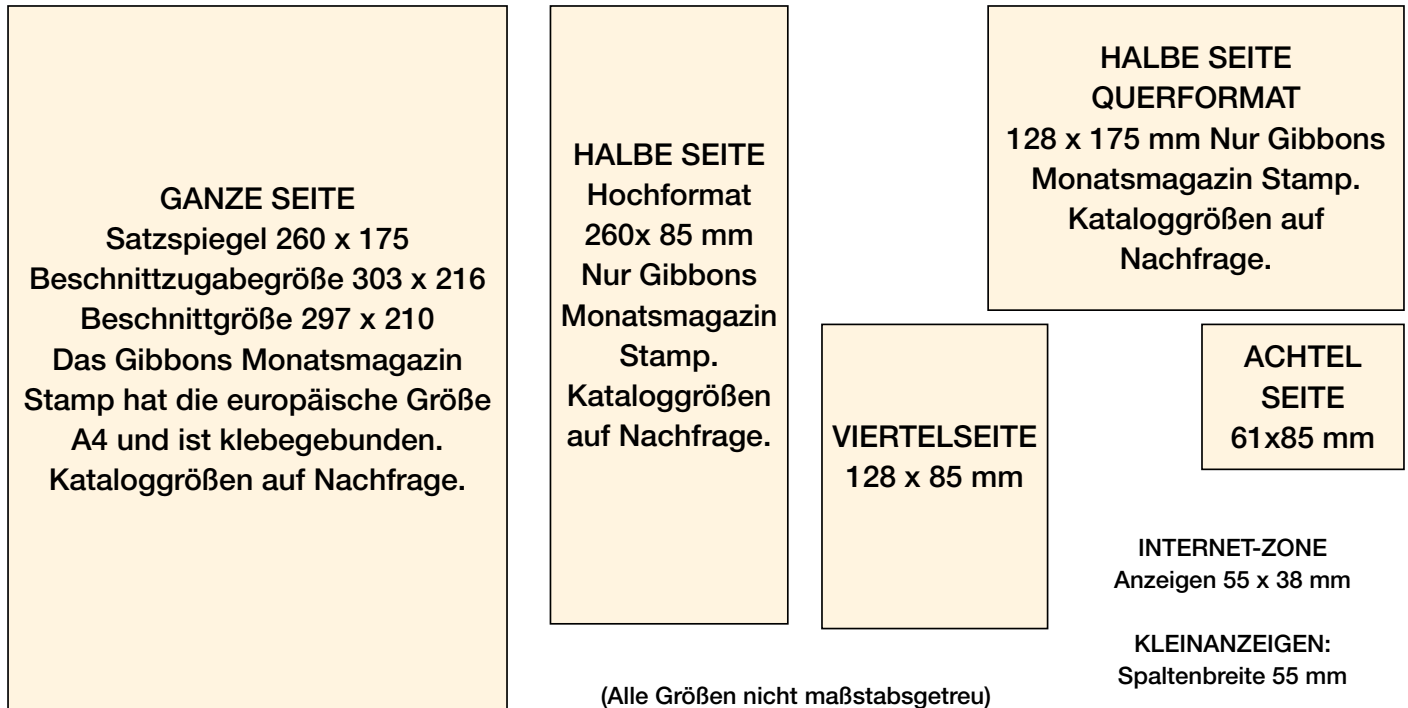 GANZE SEITE
Satzspiegel 260 x 175
Beschnittzugabegröße 303 x 216
Beschnittgröße 297 x 210
Das Gibbons Monatsmagazin
Stamp hat die europäische Größe
A4 und ist klebegebunden.
Kataloggrößen auf Nachfrage.
HALBE SEITE
Hochformat
260x 85 mm
Nur Gibbons
Monatsmagazin
Stamp.
Kataloggrößen
auf Nachfrage.
HALBE SEITE
QUERFORMAT
128 x 175 mm Nur Gibbons
Monatsmagazin Stamp.
Kataloggrößen auf
Nachfrage.
VIERTELSEITE
128 x 85 mm
ACHTEL
SEITE
61x85 mm
INTERNET-ZONE
Anzeigen 55 x 38 mm
KLEINANZEIGEN:
Spaltenbreite 55 mm
(Alle Größen nicht maßstabsgetreu)